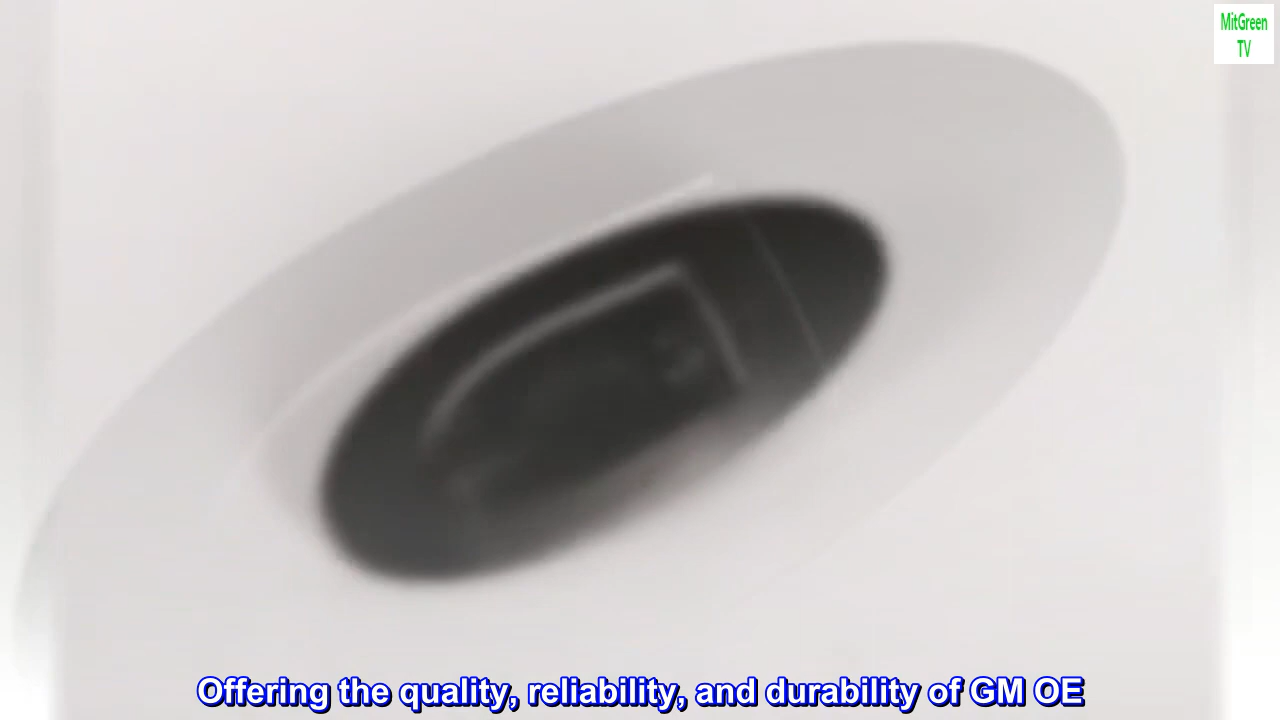 MitGreen
TV
Offering the quality, reliability, and durability of GM OE